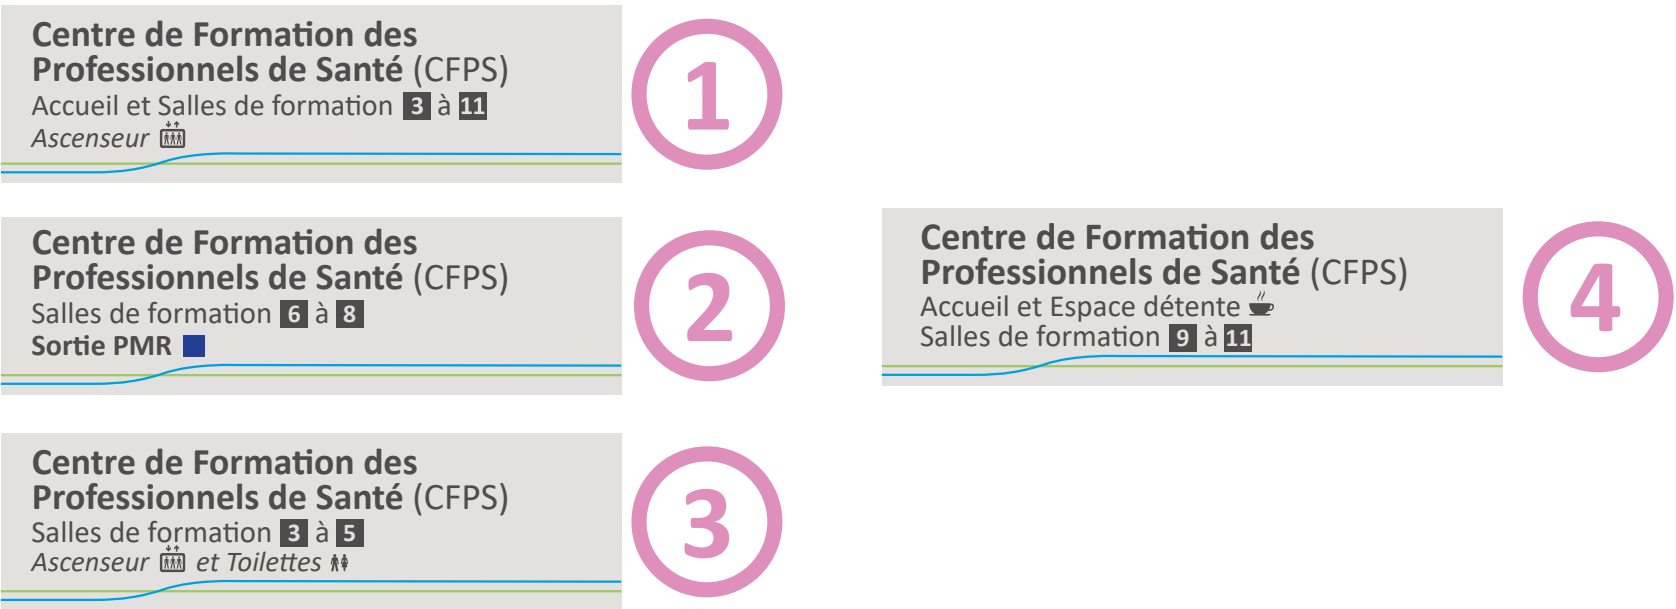 Centre de Formation des
Professionnels de Santé (CFPS)
Accueil et Salles de formation 3 à 11
Ascenseur
1
Centre de Formation des
Professionnels de Santé (CFPS)
Salles de formation 6 à 8
Sortie PMR
2
Centre de Formation des
Professionnels de Santé (CFPS)
Salles de formation 3 à 5
Ascenseur et Toilettes
3
Centre de Formation des
Professionnels de Santé (CFPS)
Accueil et Espace détente
Salles de formation 9 à 11
4